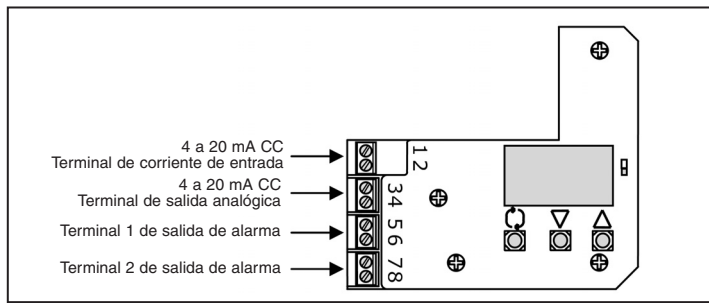 4 a 20 mA CC
Terminal de corriente de entrada
1 2
4 a 20 mA CC
Terminal de salida analógica
3 4
Terminal 1 de salida de alarma
5 6
Terminal 2 de salida de alarma
7 8